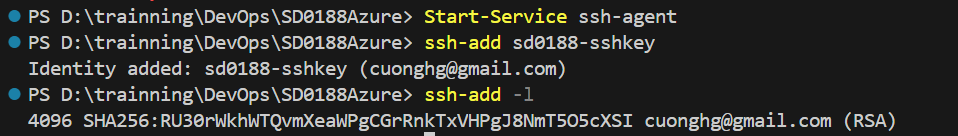 PS D:\trainning\DevOps\SD0188Azure> Start-Service ssh-agent
PS D:\trainning\DevOps\SD0188Azure> ssh-add sd0188-sshkey
Identity added: sd0188-sshkey (cuonghg@gmail.com)
PS D:\trainning\DevOps\SD0188Azure> ssh-add -l
4096 SHA256:RU30rWkhWTQvmXeaWPgCGrRnkTxVHPgJ8NmT5O5cXSI cuonghg@gmail.com (RSA)